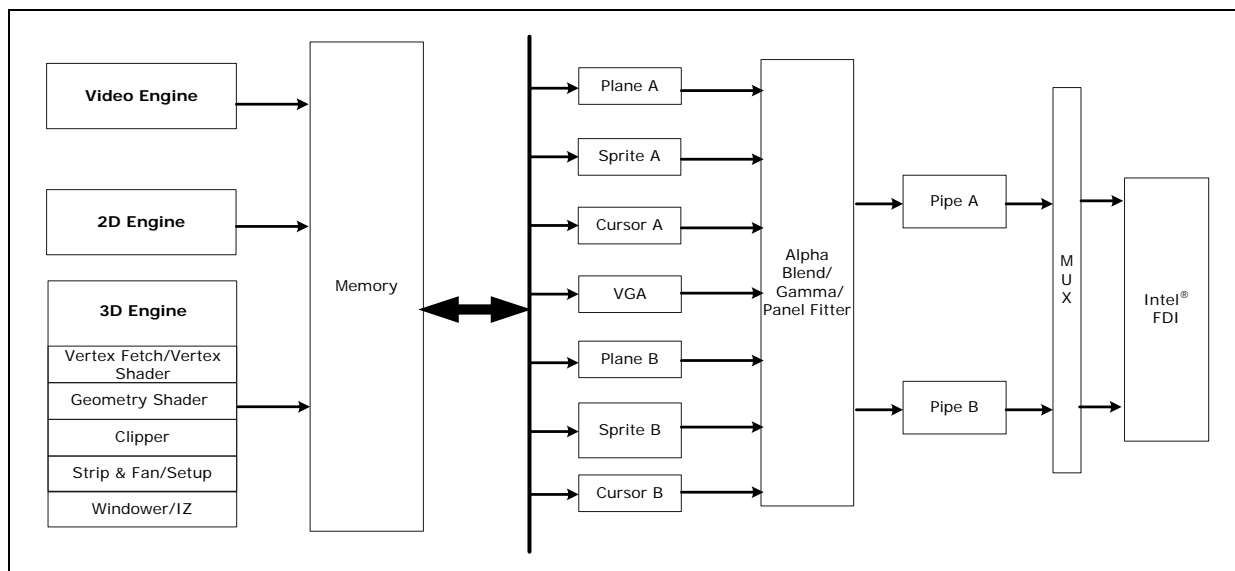 Video Engine
2D Engine
3D Engine
Vertex Fetch/Vertex
Shader
Geometry Shader
Clipper
Strip & Fan/Setup
Windower/IZ
Memory
Plane A
Sprite A
Cursor A
VGA
Plane B
Sprite B
Cursor B
Alpha
Blend/
Gamma/
Panel Fitter
Pipe A
Pipe B
M
U
X
Intel®
FDI